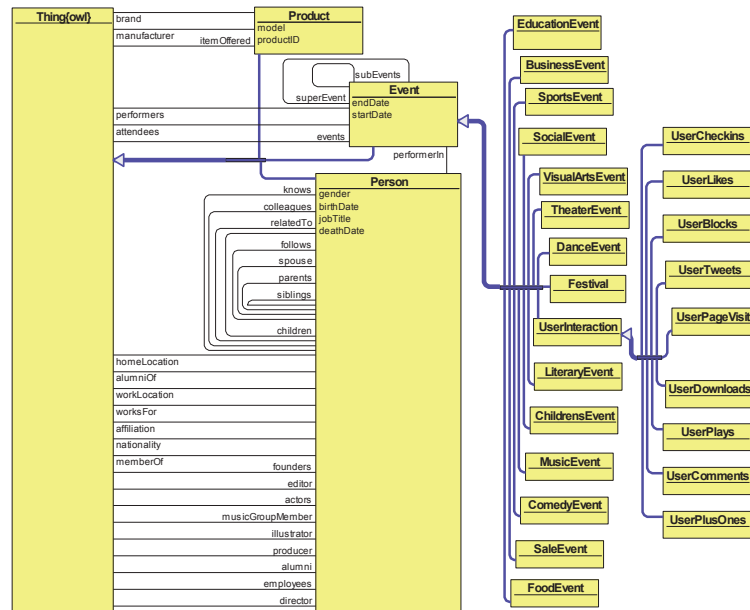 Thing{owl}
brand
manufacturer
itemOffered
Product
model
productID
subEvents
superEvent
Event
endDate
startDate
performers
attendees
events
performerIn
Person
gender
birthDate
jobTitle
deathDate
knows
colleagues
relatedTo
follows
spouse
parents
siblings
children
homeLocation
alumniOf
workLocation
worksFor
affiliation
nationality
memberOf
founders
editor
actors
musicGroupMember
illustrator
producer
alumni
employees
director
EducationEvent
BusinessEvent
SportsEvent
SocialEvent
VisualArtsEvent
TheaterEvent
DanceEvent
Festival
UserInteraction
LiteraryEvent
ChildrensEvent
MusicEvent
ComedyEvent
SaleEvent
FoodEvent
UserCheckins
UserLikes
UserBlocks
UserTweets
UserPageVisit
UserDownloads
UserPlays
UserComments
UserPlusOnes